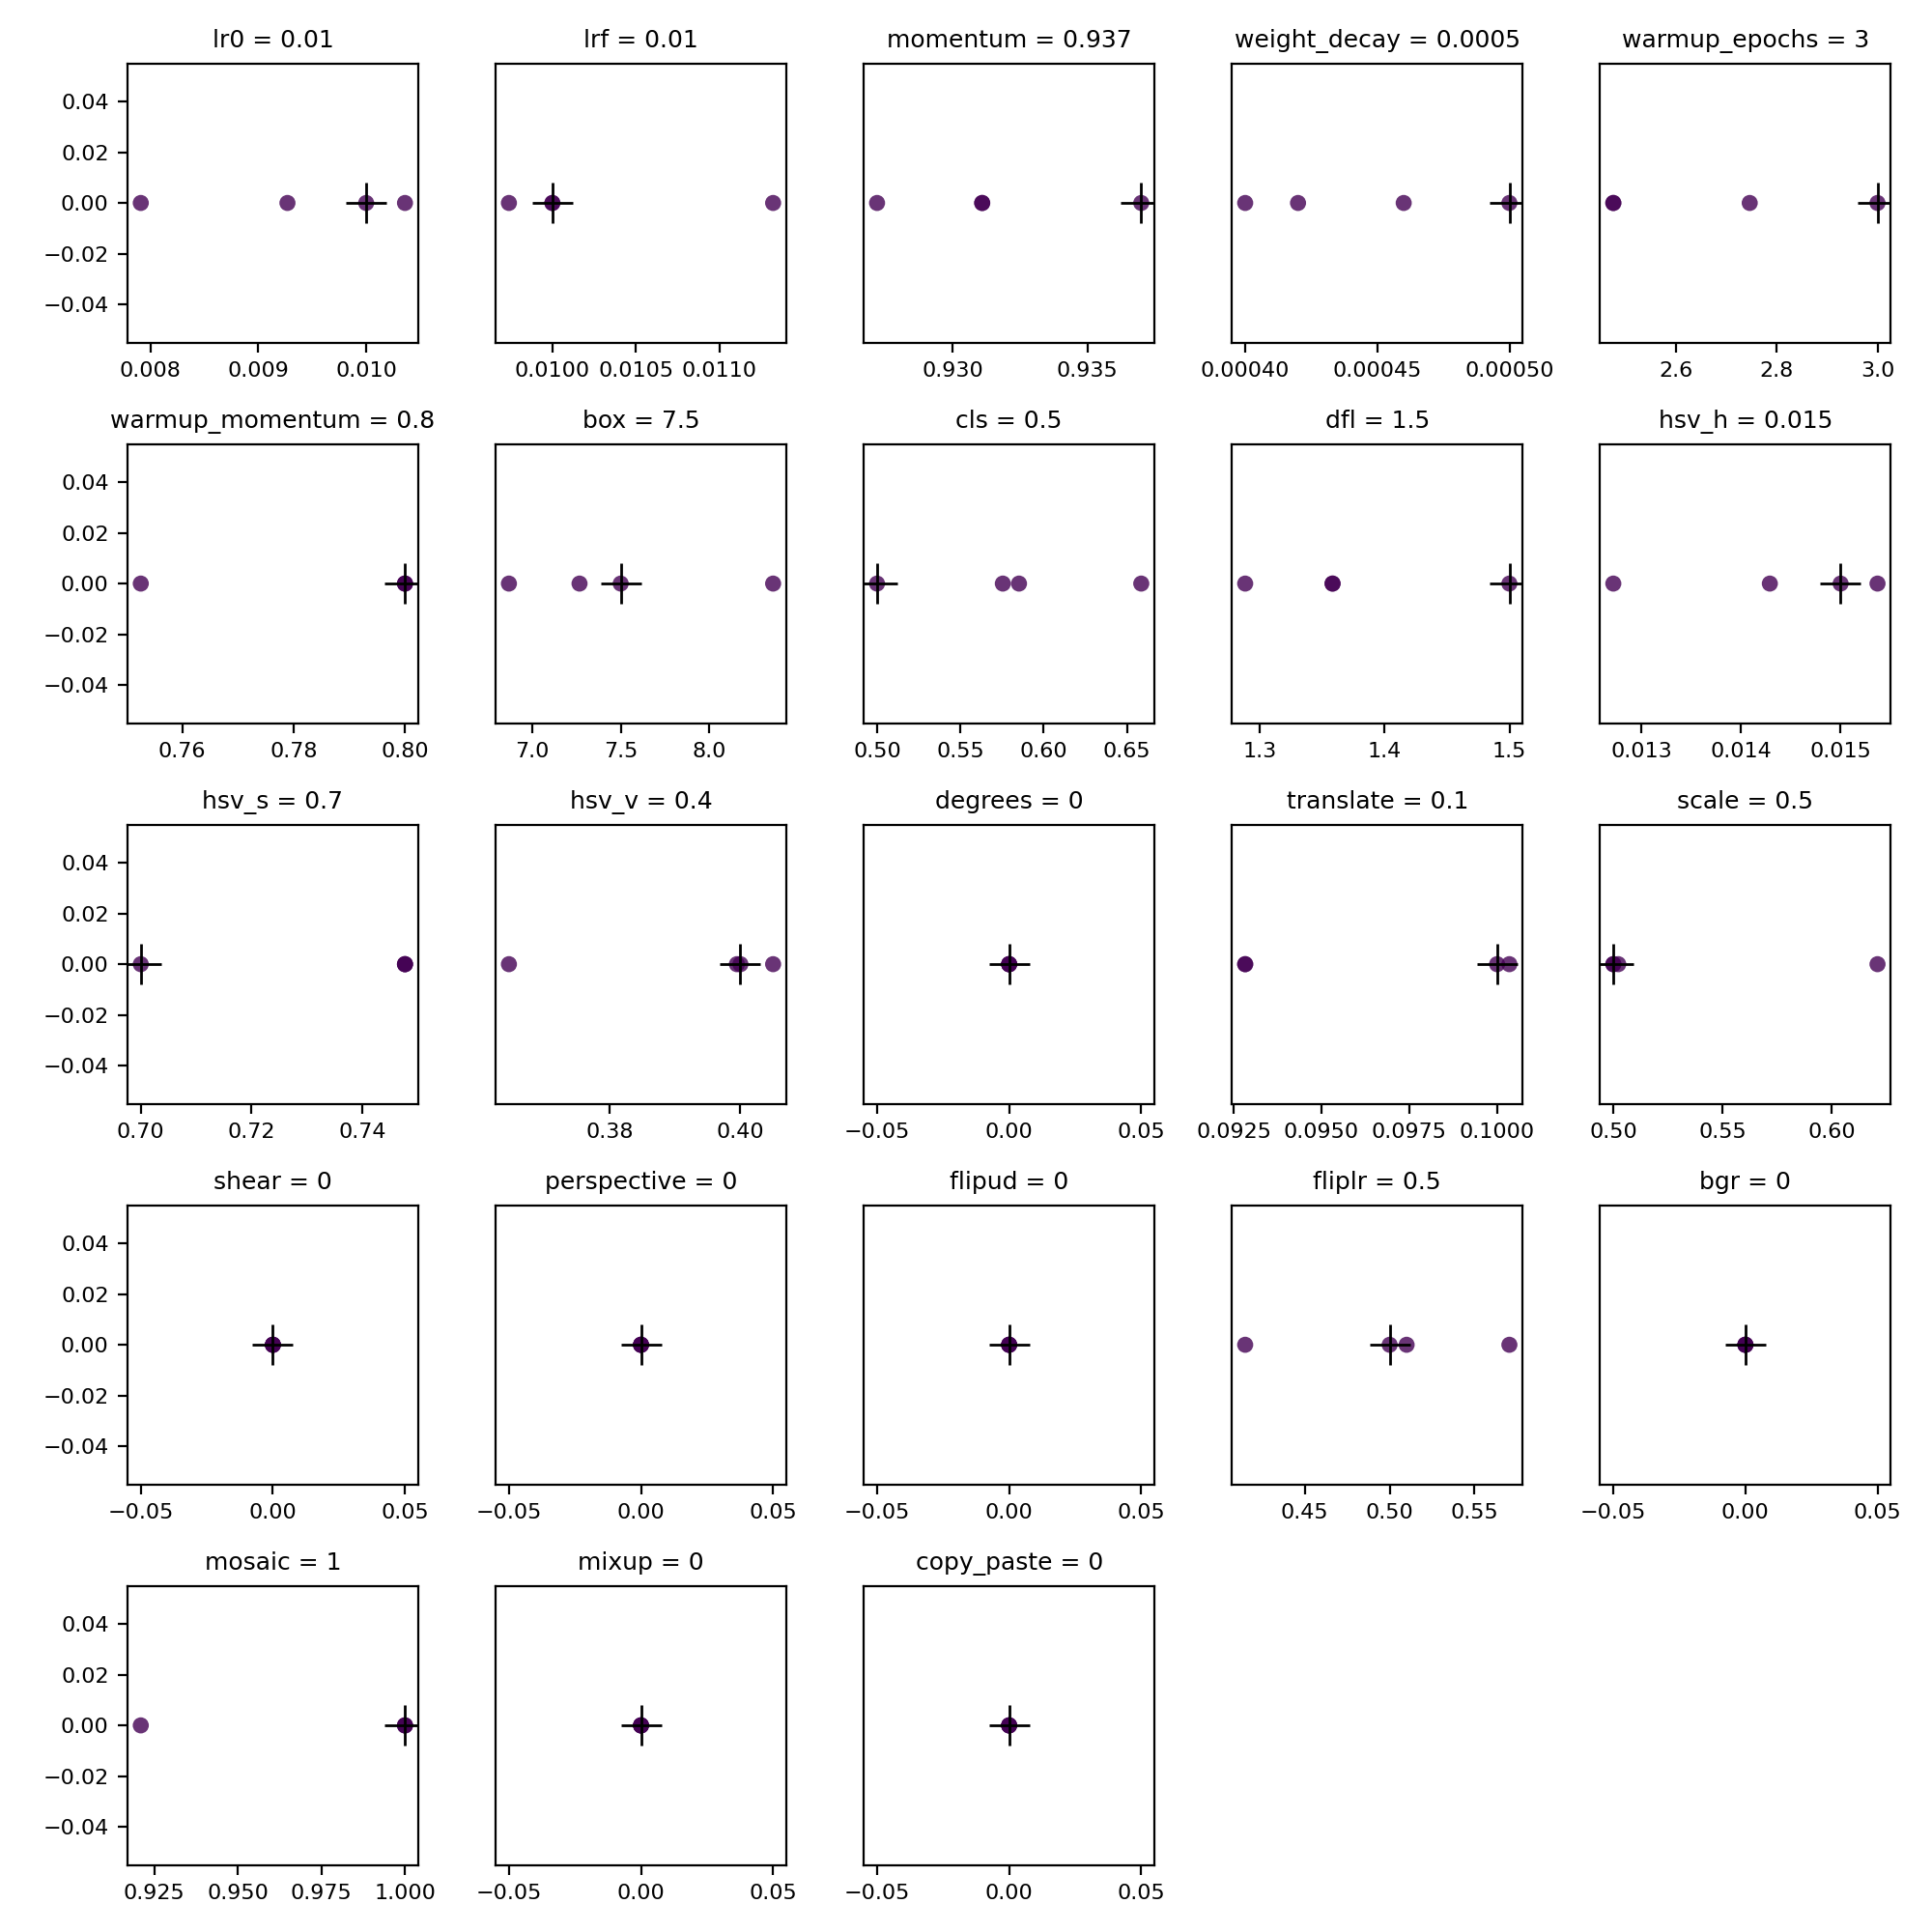 lr0 = 0.01 lrf = 0.01 momentum = 0.937 weight_decay = 0.0005 warmup_epochs = 3
0.04
0.02
0.00
−0.02
−0.04
0.008 0.009 0.010 0.0100 0.0105 0.0110 0.930 0.935 0.00040 0.00045 0.00050 2.6 2.8 3.0
warmup_momentum = 0.8 box = 7.5 cls = 0.5 dfl = 1.5 hsv_h = 0.015
0.04
0.02
0.00
−0.02
−0.04
0.76 0.78 0.80 7.0 7.5 8.0 0.50 0.55 0.60 0.65 1.3 1.4 1.5 0.013 0.014 0.015
hsv_s = 0.7 hsv_v = 0.4 degrees = 0 translate = 0.1 scale = 0.5
0.04
0.02
0.00
−0.02
−0.04
0.70 0.72 0.74 0.38 0.40 −0.05 0.00 0.05 0.0925 0.0950 0.0975 0.1000 0.50 0.55 0.60
shear = 0 perspective = 0 flipud = 0 fliplr = 0.5 bgr = 0
0.04
0.02
0.00
−0.02
−0.04
−0.05 0.00 0.05 −0.05 0.00 0.05 −0.05 0.00 0.05 0.45 0.50 0.55 −0.05 0.00 0.05
mosaic = 1 mixup = 0 copy_paste = 0
0.04
0.02
0.00
−0.02
−0.04
0.925 0.950 0.975 1.000 −0.05 0.00 0.05 −0.05 0.00 0.05